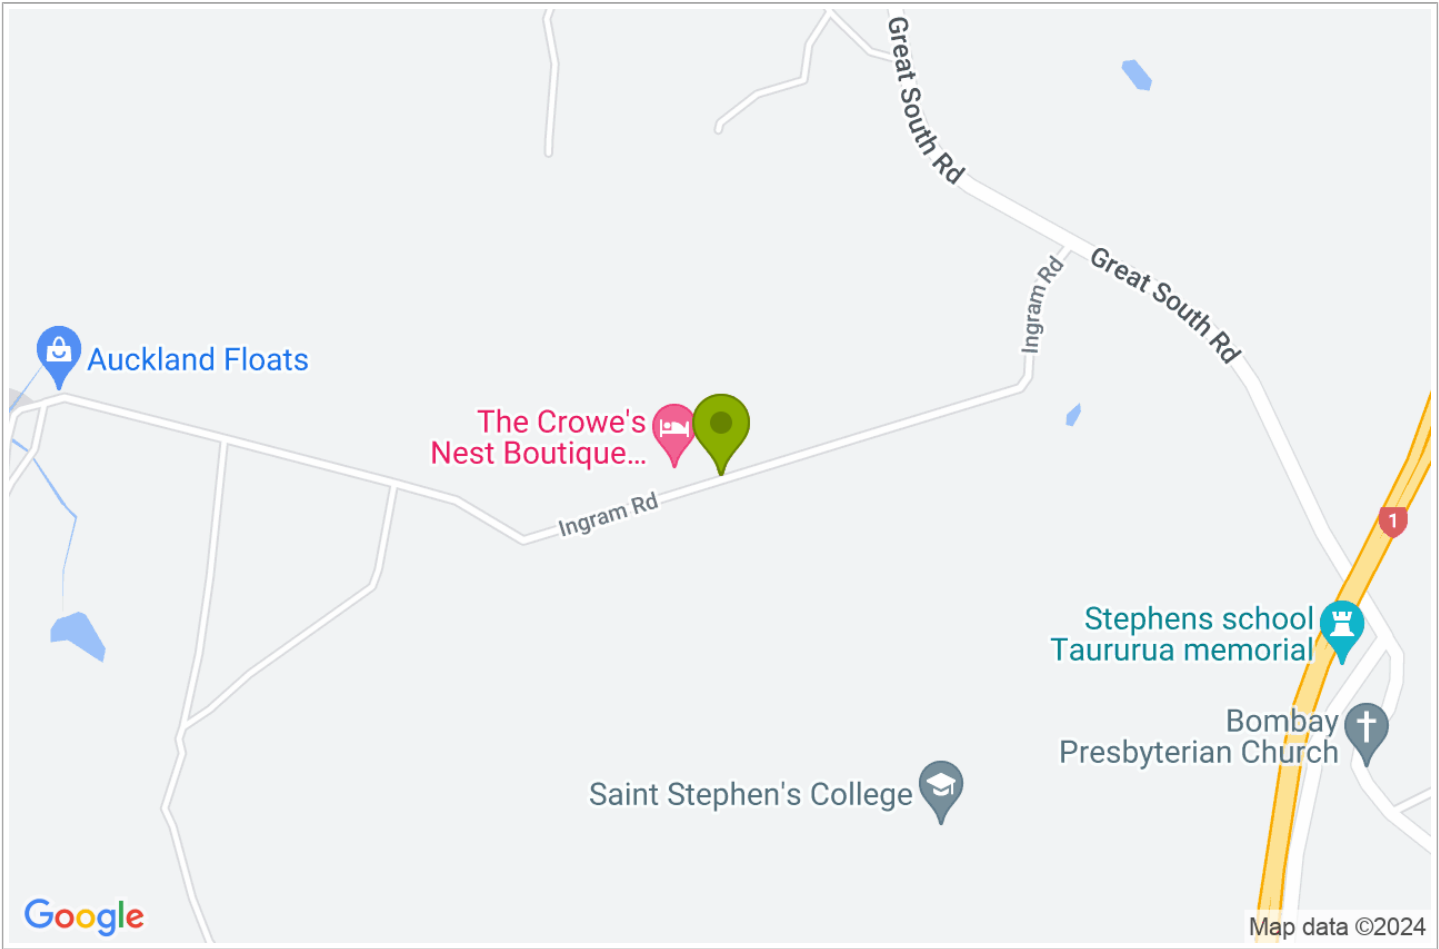 Great South Rd
Ingram Rd
Great South Rd
Auckland Floats
The Crowe's
Nest Boutique...
Ingram Rd
1
Stephens school
Taururua memorial
Bombay
Presbyterian Church
Saint Stephen's College
Google
Map data ©2024